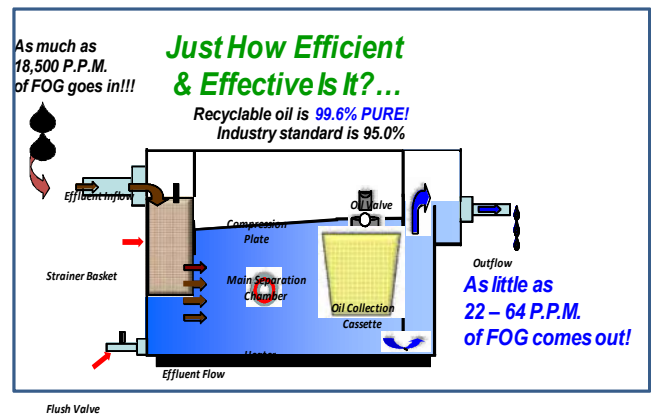 As much as
18,500 P.P.M.
of FOG goes in!!!
Just How Efficient
& Effective Is It?...
Recyclable oil is 99.6% PURE!
Industry standard is 95.0%
Effluent Inflow
Oil Valve
Compression
Plate
Strainer Basket
Main Separation
Chamber
Oil Collection
Cassette
Outflow
As little as
22 – 64 P.P.M.
of FOG comes out!
Heater
Effluent Flow
Flush Valve